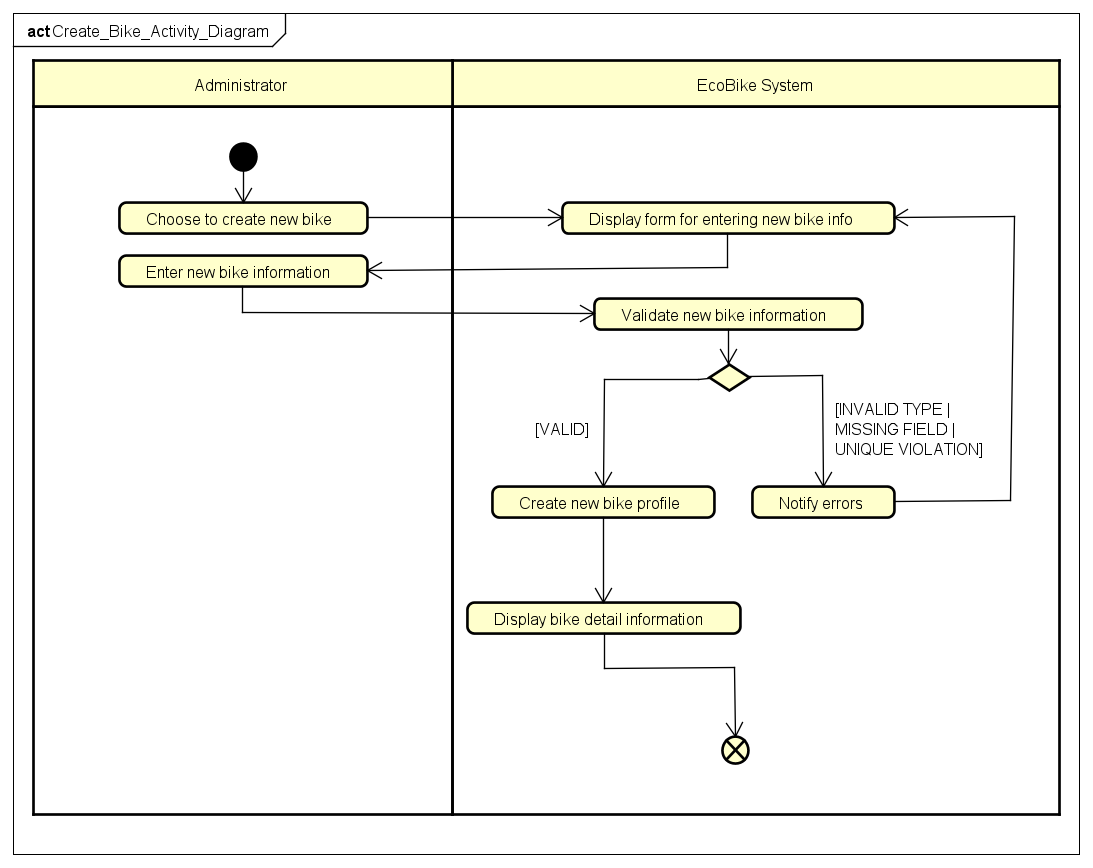 act Create_Bike_Activity_Diagram
Administrator
EcoBike System
Choose to create new bike
Display form for entering new bike info
Enter new bike information
Validate new bike information
[VALID]
[INVALID TYPE |
MISSING FIELD |
UNIQUE VIOLATION]
Create new bike profile
Notify errors
Display bike detail information